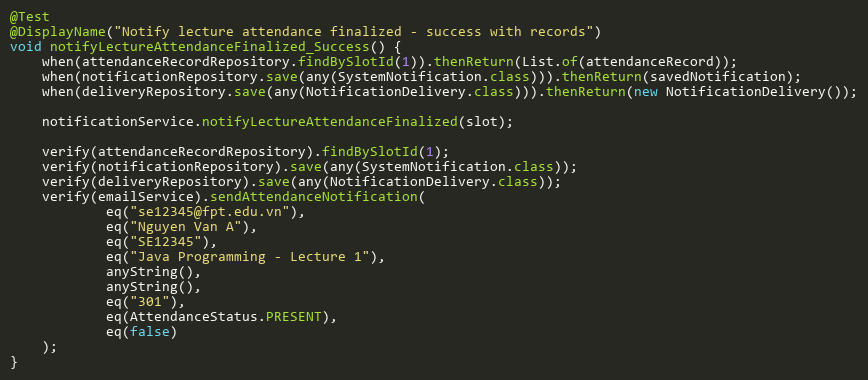 @Test
@DisplayName("Notify lecture attendance finalized - success with records")
void notifyLectureAttendanceFinalized_Success() {
    when(attendanceRecordRepository.findBySlotId(1)).thenReturn(List.of(attendanceRecord));
    when(notificationRepository.save(any(SystemNotification.class))).thenReturn(savedNotification);
    when(deliveryRepository.save(any(NotificationDelivery.class))).thenReturn(new NotificationDelivery());

    notificationService.notifyLectureAttendanceFinalized(slot);

    verify(attendanceRecordRepository).findBySlotId(1);
    verify(notificationRepository).save(any(SystemNotification.class));
    verify(deliveryRepository).save(any(NotificationDelivery.class));
    verify(emailService).sendAttendanceNotification(
            eq("se12345@fpt.edu.vn"),
            eq("Nguyen Van A"),
            eq("SE12345"),
            eq("Java Programming - Lecture 1"),
            anyString(),
            anyString(),
            eq("301"),
            eq(AttendanceStatus.PRESENT),
            eq(false)
    );
}